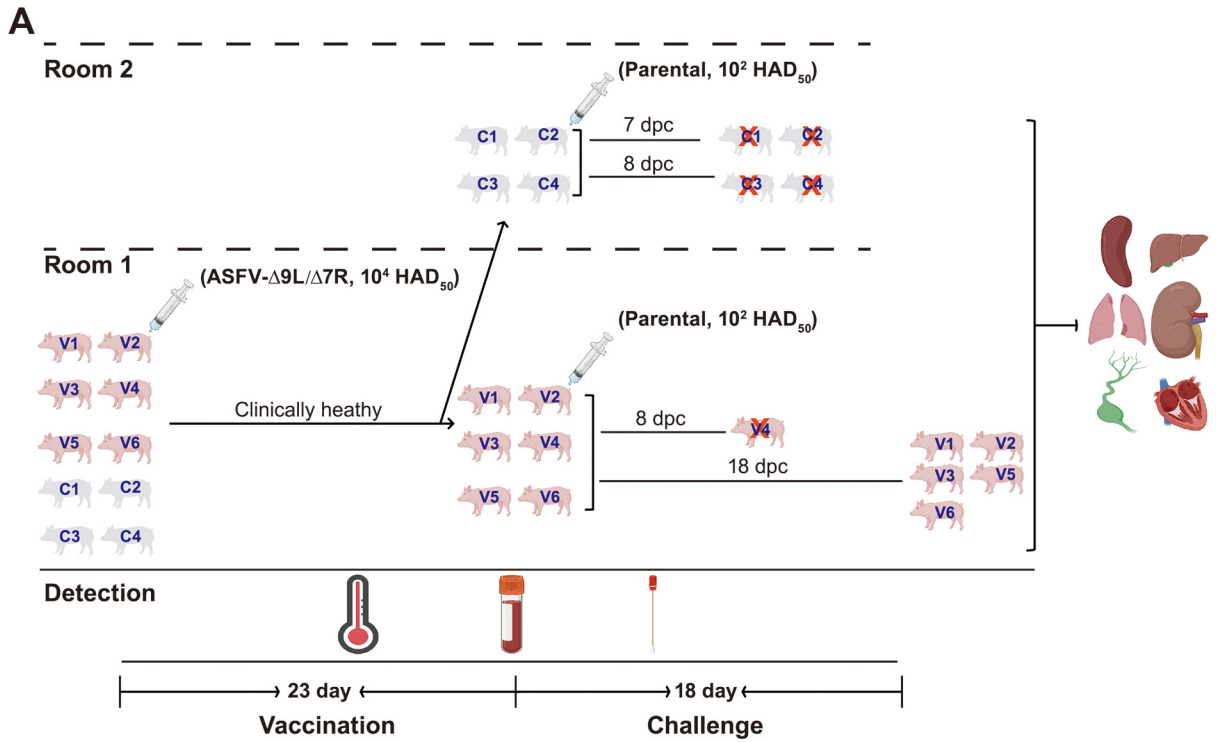 A
Room 2
(Parental, 10² HAD₅₀)
C1 C2
7 dpc
C1 C2
8 dpc
C3 C4
C3 C4
Room 1
(ASFV-Δ9L/Δ7R, 10⁴ HAD₅₀)
(Parental, 10² HAD₅₀)
V1 V2
V3 V4
Clinically heathy
V5 V6
C1 C2
C3 C4
V1 V2
V3 V4
V5 V6
8 dpc
V4
18 dpc
V1 V2
V3 V5
V6
Detection
23 day
18 day
Vaccination
Challenge